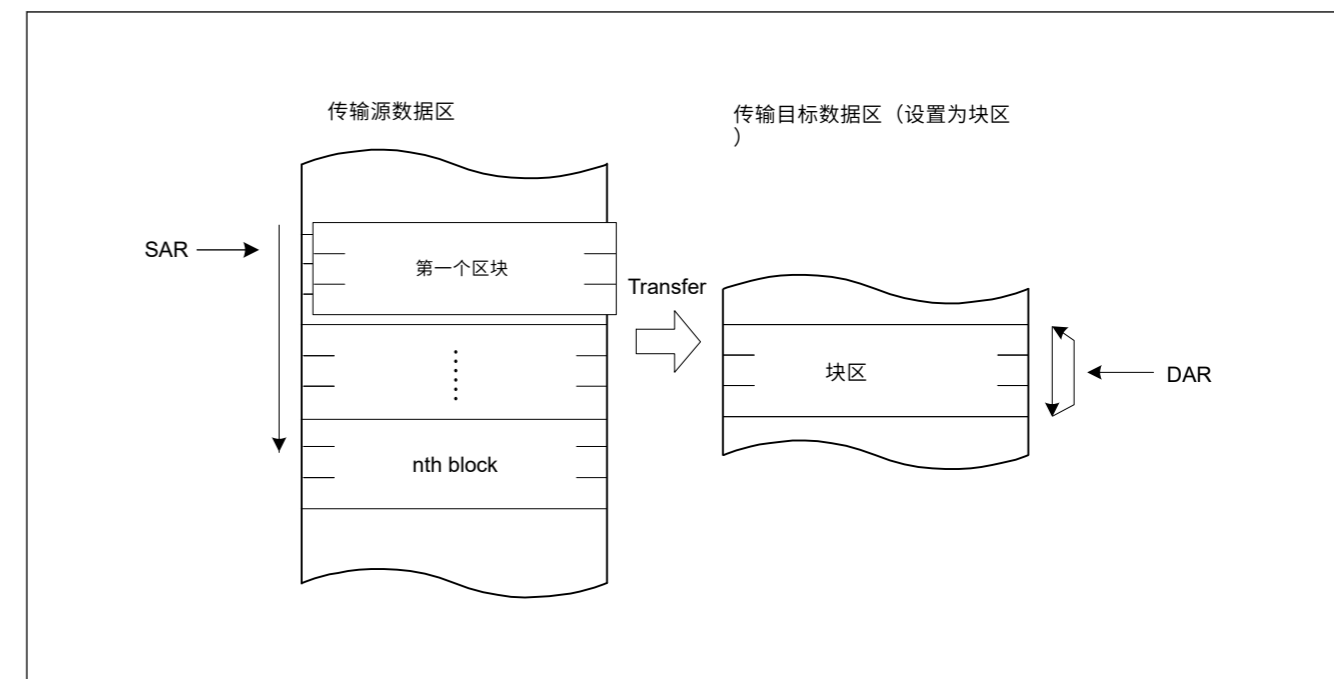 传输源数据区
传输目标数据区（设置为块区
）
SAR
第一个区块
Transfer
块区
DAR
nth block